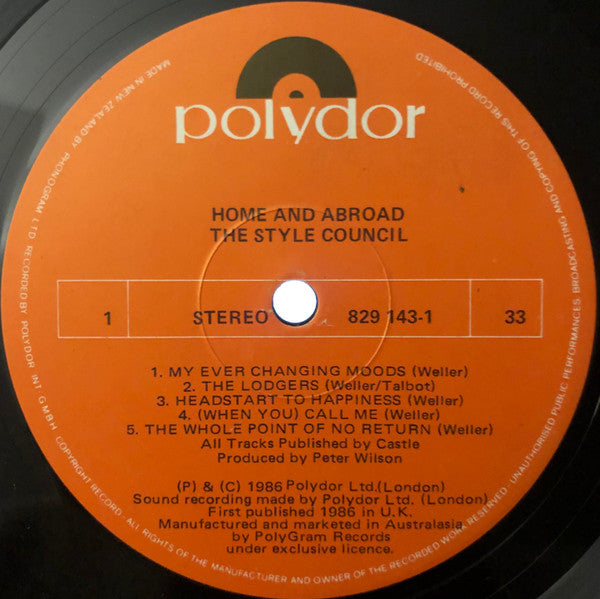 polydor
HOME AND ABROAD
THE STYLE COUNCIL
1 STEREO 829 143-1 33
1. MY EVER CHANGING MOODS (Weller)
2. THE LODGERS (Weller/Talbot)
3. HEADSTART TO HAPPINESS (Weller)
4. (WHEN YOU) CALL ME (Weller)
5. THE WHOLE POINT OF NO RETURN (Weller)
All Tracks Published by Castle
Produced by Peter Wilson
(P) & (C) 1986 Polydor Ltd.(London)
Sound recording made by Polydor Ltd. (London)
First published 1986 in U.K.
Manufactured and marketed in Australasia
by PolyGram Records
under exclusive licence.
MADE IN NEW ZEALAND BY PHONOGRAM LTD RECORDED BY POLYDOR INT GMBH COPYRIGHT RECORD - ALL RIGHTS OF THE MANUFACTURER AND OWNER OF THE RECORDED WORK RESERVED - UNAUTHORISED PUBLIC PERFORMANCES BROADCASTING AND COPYING OF THIS RECORD PROHIBITED